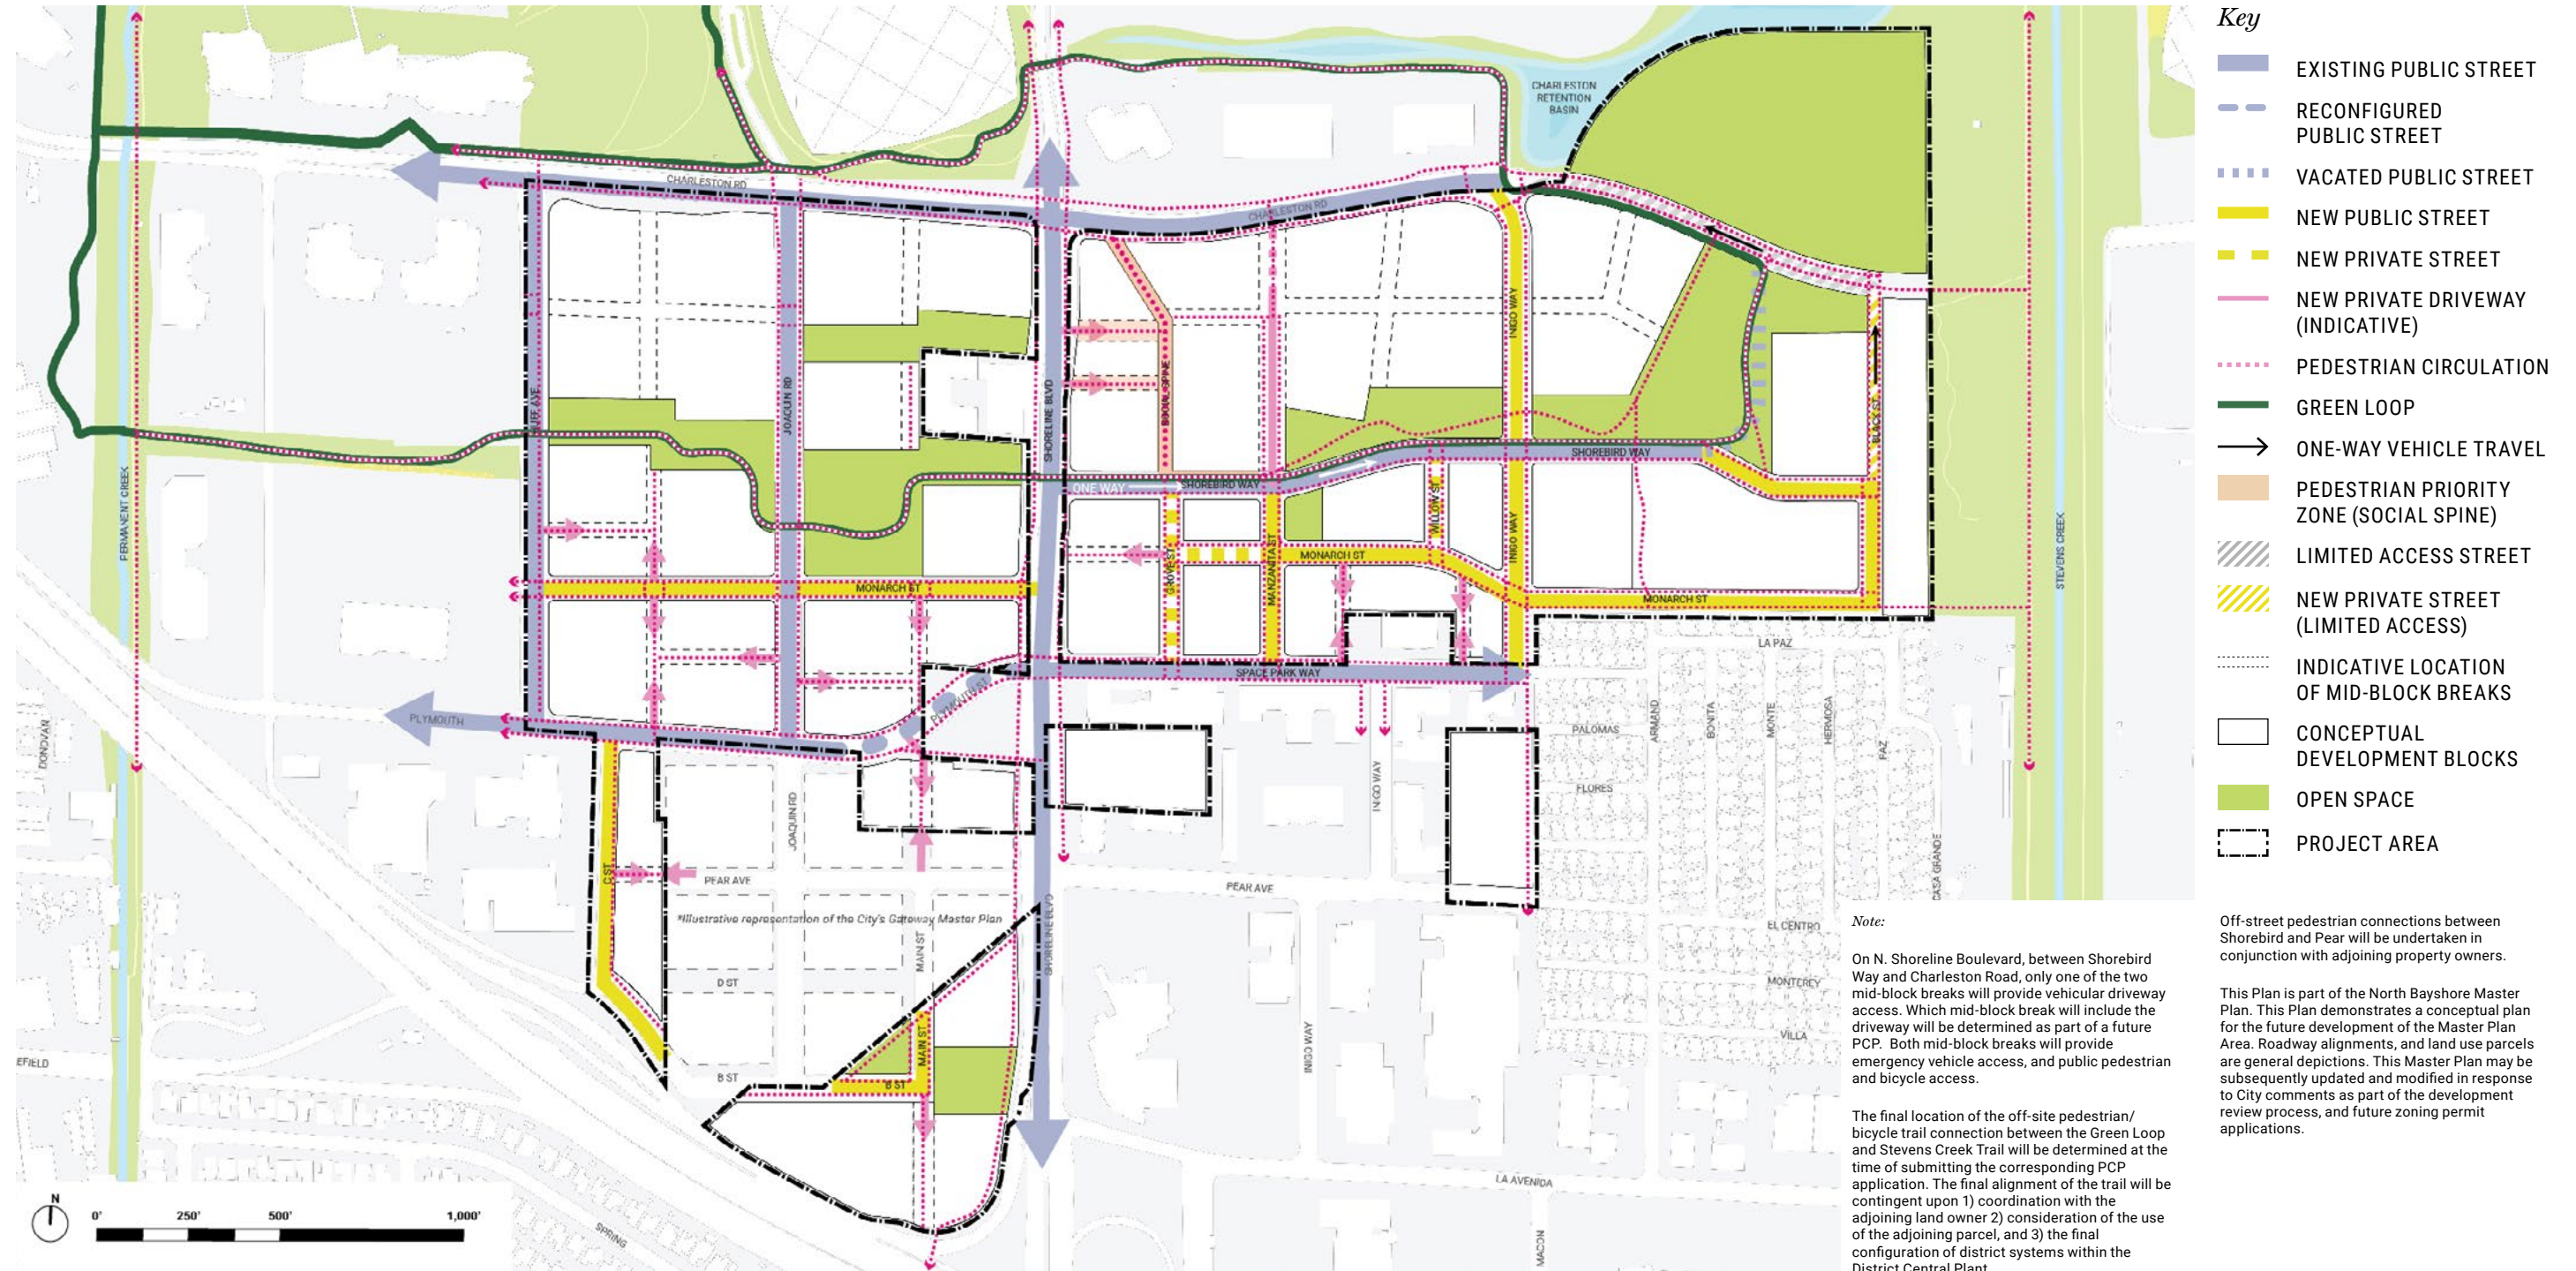 CHARLESTON RETENTION BASIN
CHARLESTON RD
CHARLESTON RD
HUFF AVE
JOAQUIN RD
SHORELINE BLVD
SOCIAL SPINE
INIGO WAY
BLACK ST
SHOREBIRD WAY
ONE WAY
SHOREBIRD WAY
WILLOW ST
PERMANENT CREEK
STEVENS CREEK
GROVE ST
MANZANITA ST
MONARCH ST
INIGO WAY
MONARCH ST
MONARCH ST
LA PAZ
SPACE PARK WAY
PLYMOUTH ST
PLYMOUTH
DONOVAN
PALOMAS
ARMAND
BONITA
MONTE
HERMOSA
PAZ
FLORES
INIGO WAY
JOAQUIN RD
C ST
PEAR AVE
PEAR AVE
CASA GRANDE
*Illustrative representation of the City's Gateway Master Plan
MAIN ST
SHORELINE BLVD
EL CENTRO
D ST
MONTEREY
VILLA
MAIN ST
INIGO WAY
EFIELD
B ST
B ST
LA AVENIDA
SPRING
MACON
N
0' 250' 500' 1,000'
Key
EXISTING PUBLIC STREET
RECONFIGURED
PUBLIC STREET
VACATED PUBLIC STREET
NEW PUBLIC STREET
NEW PRIVATE STREET
NEW PRIVATE DRIVEWAY
(INDICATIVE)
PEDESTRIAN CIRCULATION
GREEN LOOP
ONE-WAY VEHICLE TRAVEL
PEDESTRIAN PRIORITY
ZONE (SOCIAL SPINE)
LIMITED ACCESS STREET
NEW PRIVATE STREET
(LIMITED ACCESS)
INDICATIVE LOCATION
OF MID-BLOCK BREAKS
CONCEPTUAL
DEVELOPMENT BLOCKS
OPEN SPACE
PROJECT AREA
Note:
On N. Shoreline Boulevard, between Shorebird
Way and Charleston Road, only one of the two
mid-block breaks will provide vehicular driveway
access. Which mid-block break will include the
driveway will be determined as part of a future
PCP. Both mid-block breaks will provide
emergency vehicle access, and public pedestrian
and bicycle access.
The final location of the off-site pedestrian/
bicycle trail connection between the Green Loop
and Stevens Creek Trail will be determined at the
time of submitting the corresponding PCP
application. The final alignment of the trail will be
contingent upon 1) coordination with the
adjoining land owner 2) consideration of the use
of the adjoining parcel, and 3) the final
configuration of district systems within the
District Central Plant
Off-street pedestrian connections between
Shorebird and Pear will be undertaken in
conjunction with adjoining property owners.
This Plan is part of the North Bayshore Master
Plan. This Plan demonstrates a conceptual plan
for the future development of the Master Plan
Area. Roadway alignments, and land use parcels
are general depictions. This Master Plan may be
subsequently updated and modified in response
to City comments as part of the development
review process, and future zoning permit
applications.